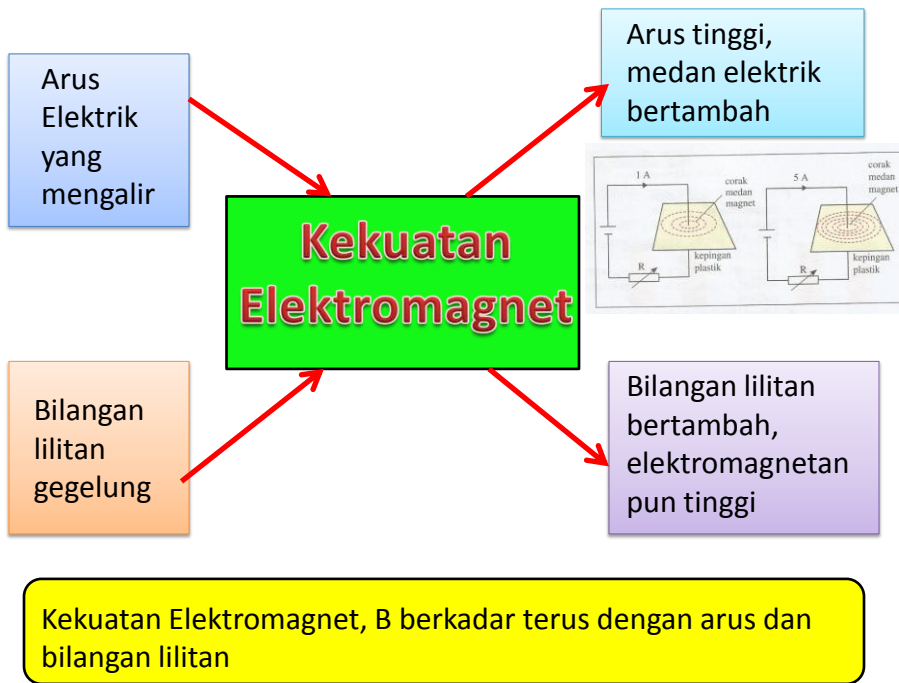 Arus
Elektrik
yang
mengalir
Arus tinggi,
medan elektrik
bertambah
1 A
corak
medan
magnet
R
kepingan
plastik
5 A
corak
medan
magnet
R
kepingan
plastik
Kekuatan
Elektromagnet
Bilangan
lilitan
gegelung
Bilangan lilitan
bertambah,
elektromagnetan
pun tinggi
Kekuatan Elektromagnet, B berkadar terus dengan arus dan
bilangan lilitan